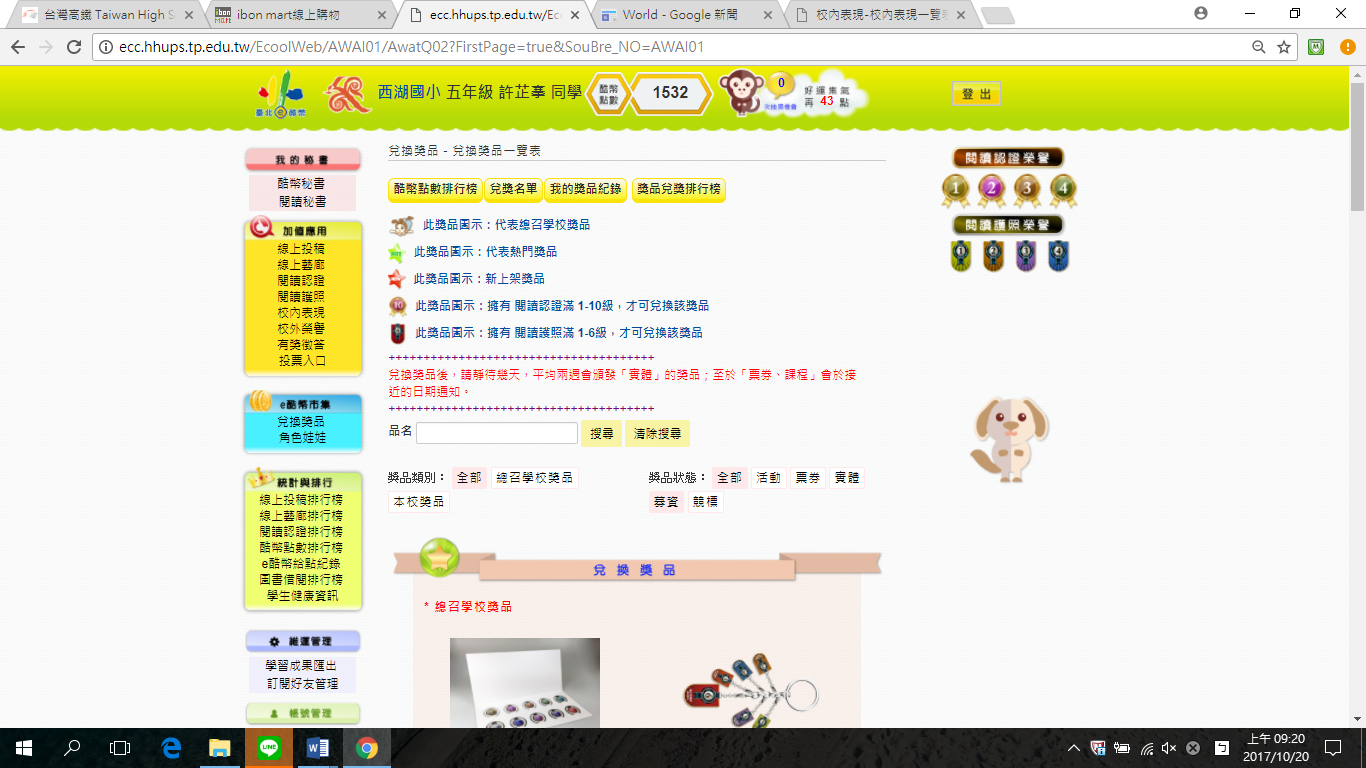 台灣高鐵 Taiwan High S
ibon mart線上購物
ecc.hhups.tp.edu.tw/Eco
World - Google 新聞
校內表現-校內表現一覽表
ecc.hhups.tp.edu.tw/EcoolWeb/AWAI01/AwatQ02?FirstPage=true&SouBre_NO=AWAI01
臺北e酷幣
西湖國小 五年級 許芷搴 同學
酷幣
點數
1532
0
好運集氣
再 43 點
登出
我的秘書
酷幣秘書
閱讀秘書
加值應用
線上投稿
線上藝廊
閱讀認證
閱讀護照
校內表現
校外榮譽
有獎徵答
投票入口
e酷幣市集
兌換獎品
角色娃娃
統計與排行
線上投稿排行榜
線上藝廊排行榜
閱讀認證排行榜
酷幣點數排行榜
e酷幣給點紀錄
圖書借閱排行榜
學生健康資訊
維運管理
學習成果匯出
訂閱好友管理
帳號管理
兌換獎品 - 兌換獎品一覽表
酷幣點數排行榜 兌獎名單 我的獎品紀錄 獎品兌獎排行榜
此獎品圖示：代表總召學校獎品
此獎品圖示：代表熱門獎品
此獎品圖示：新上架獎品
10 此獎品圖示：擁有 閱讀認證滿 1-10級，才可兌換該獎品
此獎品圖示：擁有 閱讀護照滿 1-6級，才可兌換該獎品
++++++++++++++++++++++++++++++++++++++
兌換獎品後，請靜待幾天，平均兩週會頒發「實體」的獎品；至於「票券、課程」會於接
近的日期通知。
++++++++++++++++++++++++++++++++++++++
品名 搜尋 清除搜尋
獎品類別： 全部 總召學校獎品
本校獎品
獎品狀態： 全部 活動 票券 實體
募資 競標
兌換獎品
* 總召學校獎品
閱讀認證榮譽
1 2 3 4
閱讀護照榮譽
1 2 3 4
上午 09:20
2017/10/20